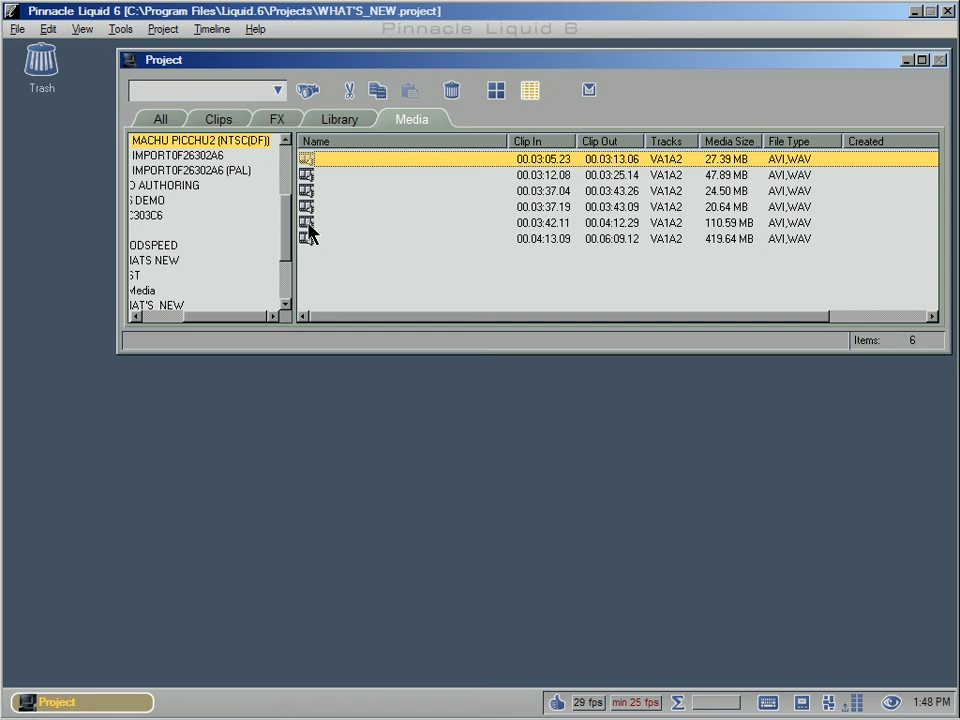 Pinnacle Liquid 6 [C:\Program Files\Liquid.6\Projects\WHAT'S_NEW.project]
File Edit View Tools Project Timeline Help
Pinnacle Liquid 6
Trash
Project
All Clips FX Library Media
MACHU PICCHU2 (NTSC(DF))
IMPORT0F26302A6
IMPORT0F26302A6 (PAL)
D AUTHORING
S DEMO
C303C6
ODSPEED
IATS NEW
ST
Media
IAT'S_NEW
Name Clip In Clip Out Tracks Media Size File Type Created
00.03:05.23 00.03:13.06 VA1A2 27.39 MB AVI,WAV
00.03:12.08 00.03:25.14 VA1A2 47.89 MB AVI,WAV
00.03:37.04 00.03:43.26 VA1A2 24.50 MB AVI,WAV
00.03:37.19 00.03:43.09 VA1A2 20.64 MB AVI,WAV
00.03:42.11 00.04:12.29 VA1A2 110.59 MB AVI,WAV
00.04:13.09 00.06:09.12 VA1A2 419.64 MB AVI,WAV
Items: 6
Project
29 fps min 25 fps 1:48 PM